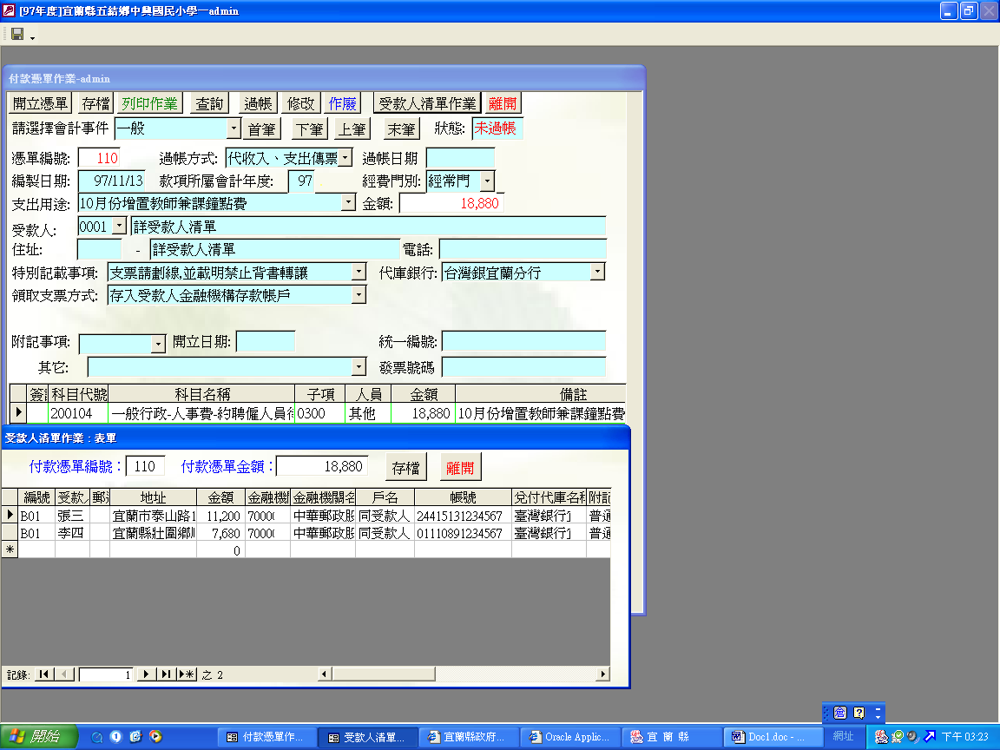 [97年度]宜蘭縣五結鄉中興國民小學--admin
付款憑單作業-admin
開立憑單 存檔 列印作業 查詢 過帳 修改 作廢 受款人清單作業 離開
請選擇會計事件 一般 首筆 下筆 上筆 末筆 狀態: 未過帳
憑單編號: 110 過帳方式: 代收入、支出傳票 過帳日期
編製日期: 97/11/13 款項所屬會計年度: 97 經費門別: 經常門
支出用途: 10月份增置教師兼課鐘點費 金額: 18,880
受款人: 0001 詳受款人清單
住址: - 詳受款人清單 電話:
特別記載事項: 支票請劃線,並載明禁止背書轉讓 代庫銀行: 台灣銀宜蘭分行
領取支票方式: 存入受款人金融機構存款帳戶
附記事項: 開立日期: 統一編號:
其它: 發票號碼
簽 科目代號 科目名稱 子項 人員 金額 備註
200104 一般行政-人事費-約聘僱人員待 0300 其他 18,880 10月份增置教師兼課鐘點費
受款人清單作業 : 表單
付款憑單編號： 110 付款憑單金額： 18,880 存檔 離開
編號 受款人 郵 地址 金額 金融機 金融機關名 戶名 帳號 兌付代庫名稱 附記
B01 張三 宜蘭市泰山路1 11,200 70000 中華郵政股 同受款人 24415131234567 臺灣銀行 普通
B01 李四 宜蘭縣壯圍鄉 7,680 70000 中華郵政股 同受款人 01110891234567 臺灣銀行 普通
* 0
記錄: 1 之 2
開始 付款憑單作... 受款人清單... 宜蘭縣政府... Oracle Applic... 宜 蘭 縣 Doc1.doc - ... 網址 下午 03:23